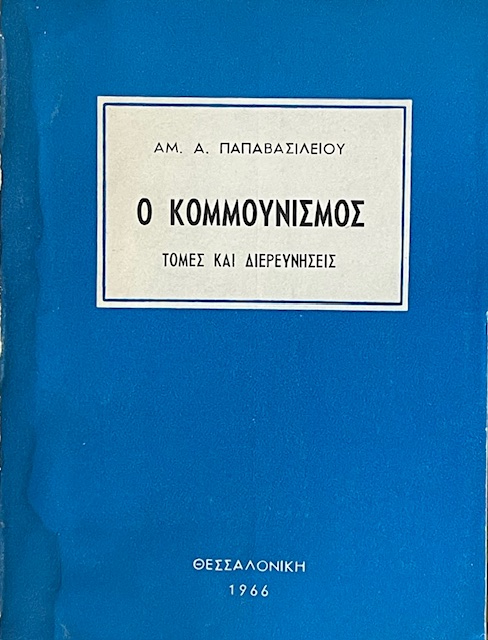 ΑΜ. Α. ΠΑΠΑΒΑΣΙΛΕΙΟΥ
Ο ΚΟΜΜΟΥΝΙΣΜΟΣ
ΤΟΜΕΣ ΚΑΙ ΔΙΕΡΕΥΝΗΣΕΙΣ
ΘΕΣΣΑΛΟΝΙΚΗ
1966